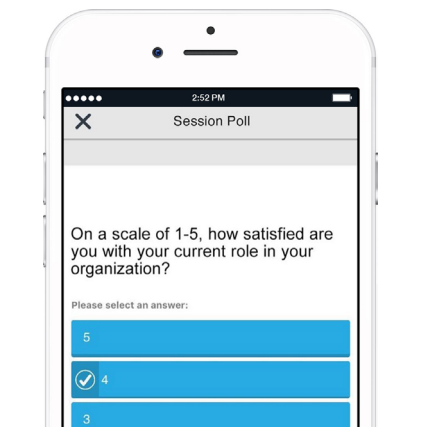 2:52 PM
Session Poll
On a scale of 1-5, how satisfied are
you with your current role in your
organization?
Please select an answer:
5
4
3